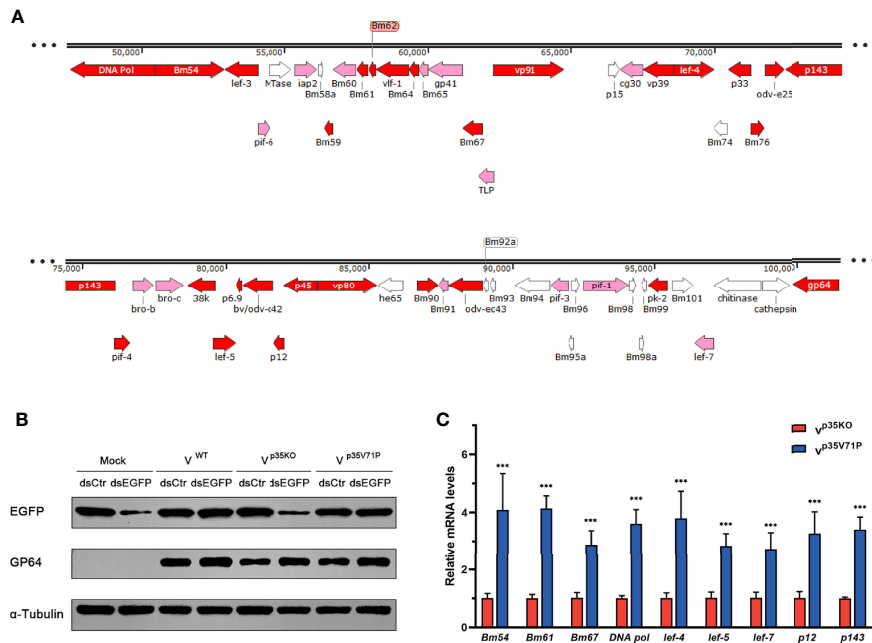 A
50,000 55,000 Bm62 60,000 65,000 70,000
DNA Pol Bm54 lef-3 MTase iap2 Bm58a Bm60 Bm61 vlf-1 Bm64 Bm65 gp41 vp91 p15 cg30 vp39 lef-4 p33 odv-e25 p143
pif-6 Bm59 Bm67 Bm74 Bm76
TLP
75,000 80,000 85,000 Bm92a 90,000 95,000 100,000
p143 bro-b bro-c 38k p6.9 bv/odv-c42 p45 vp80 he65 Bm90 Bm91 odv-ec43 Bm93 Bm94 pif-3 Bm96 pif-1 Bm98 pk-2 Bm99 Bm101 chitinase cathepsin gp64
pif-4 lef-5 p12 Bm95a Bm98a lef-7
B
Mock V WT V p35KO V p35V71P
dsCtr dsEGFP dsCtr dsEGFP dsCtr dsEGFP dsCtr dsEGFP
EGFP
GP64
α-Tubulin
C
V p35KO
V p35V71P
Relative mRNA levels
8
6
4
2
0
*** *** *** *** *** *** *** *** ***
Bm54 Bm61 Bm67 DNA pol lef-4 lef-5 lef-7 p12 p143